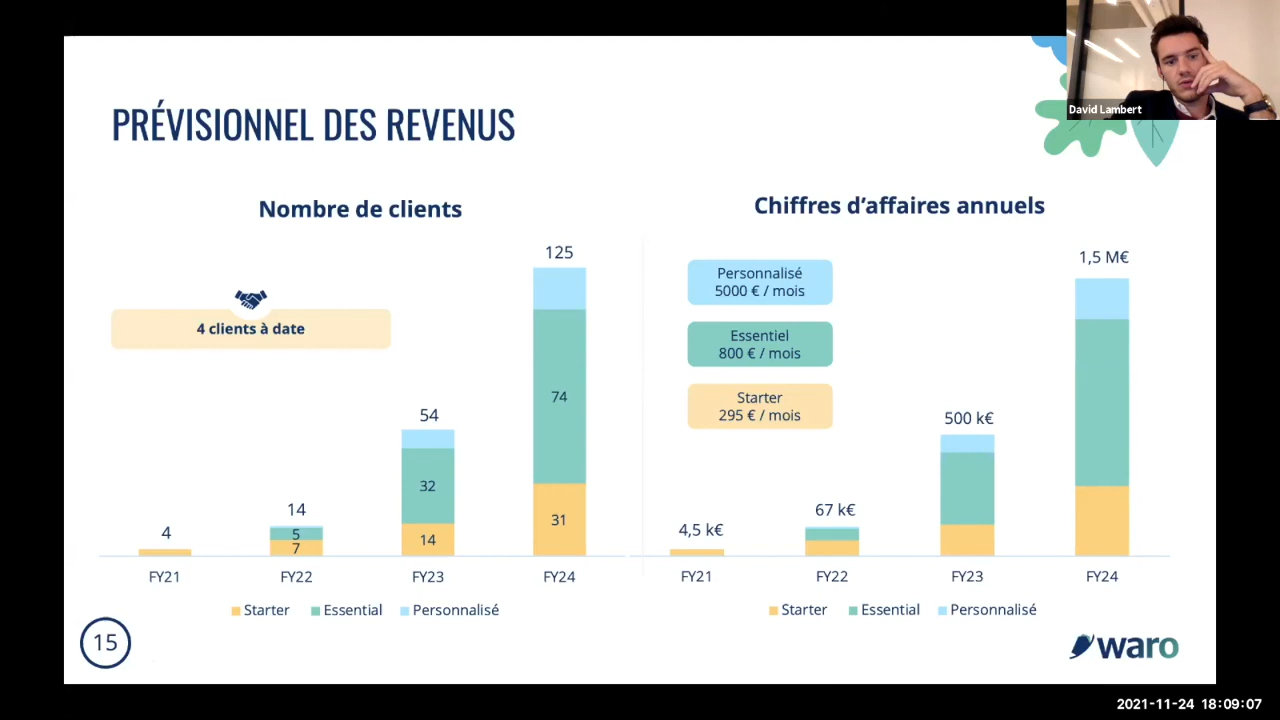 David Lambert
PRÉVISIONNEL DES REVENUS
Nombre de clients
4 clients à date
4
14
5
7
54
32
14
125
74
31
FY21
FY22
FY23
FY24
Starter
Essential
Personnalisé
Chiffres d’affaires annuels
Personnalisé
5000 € / mois
Essentiel
800 € / mois
Starter
295 € / mois
4,5 k€
67 k€
500 k€
1,5 M€
FY21
FY22
FY23
FY24
Starter
Essential
Personnalisé
15
waro
2021-11-24 18:09:07